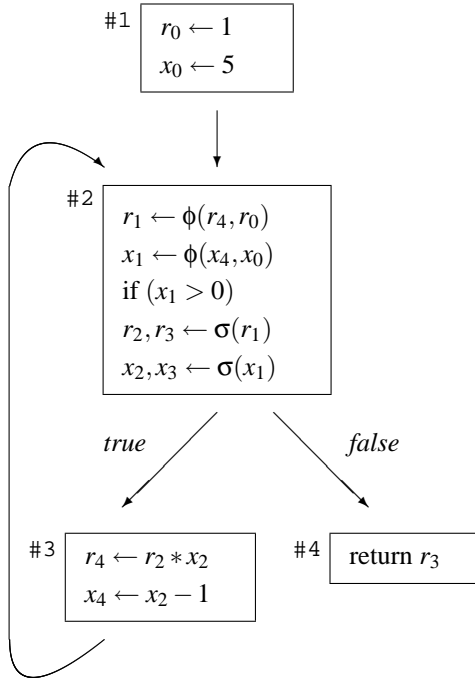 #1
r₀ ← 1
x₀ ← 5
#2
r₁ ← ϕ(r₄, r₀)
x₁ ← ϕ(x₄, x₀)
if (x₁ > 0)
r₂, r₃ ← σ(r₁)
x₂, x₃ ← σ(x₁)
true
false
#3
r₄ ← r₂ ∗ x₂
x₄ ← x₂ − 1
#4
return r₃